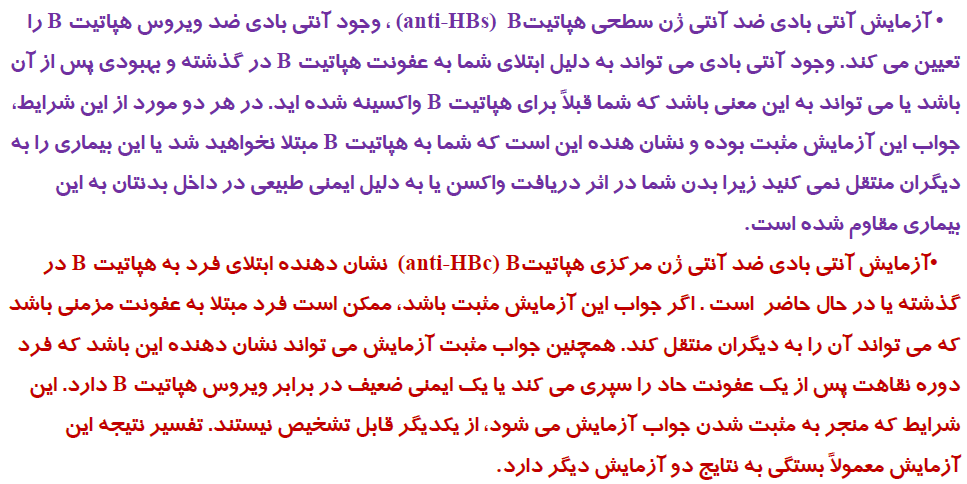 • آزمایش آنتی بادی ضد آنتی ژن سطحی هپاتیتB (anti-HBs) ، وجود آنتی بادی ضد ویروس هپاتیت B را
تعیین می کند. وجود آنتی بادی می تواند به دلیل ابتلای شما به عفونت هپاتیت B در گذشته و بهبودی پس از آن
باشد یا می تواند به این معنی باشد که شما قبلاً برای هپاتیت B واکسینه شده اید. در هر دو مورد از این شرایط،
جواب این آزمایش مثبت بوده و نشان هنده این است که شما به هپاتیت B مبتلا نخواهید شد یا این بیماری را به
دیگران منتقل نمی کنید زیرا بدن شما در اثر دریافت واکسن یا به دلیل ایمنی طبیعی در داخل بدنتان به این
بیماری مقاوم شده است.
•آزمایش آنتی بادی ضد آنتی ژن مرکزی هپاتیتB (anti-HBc) نشان دهنده ابتلای فرد به هپاتیت B در
گذشته یا در حال حاضر است . اگر جواب این آزمایش مثبت باشد، ممکن است فرد مبتلا به عفونت مزمنی باشد
که می تواند آن را به دیگران منتقل کند. همچنین جواب مثبت آزمایش می تواند نشان دهنده این باشد که فرد
دوره نقاهت پس از یک عفونت حاد را سپری می کند یا یک ایمنی ضعیف در برابر ویروس هپاتیت B دارد. این
شرایط که منجر به مثبت شدن جواب آزمایش می شود، از یکدیگر قابل تشخیص نیستند. تفسیر نتیجه این
آزمایش معمولاً بستگی به نتایج دو آزمایش دیگر دارد.